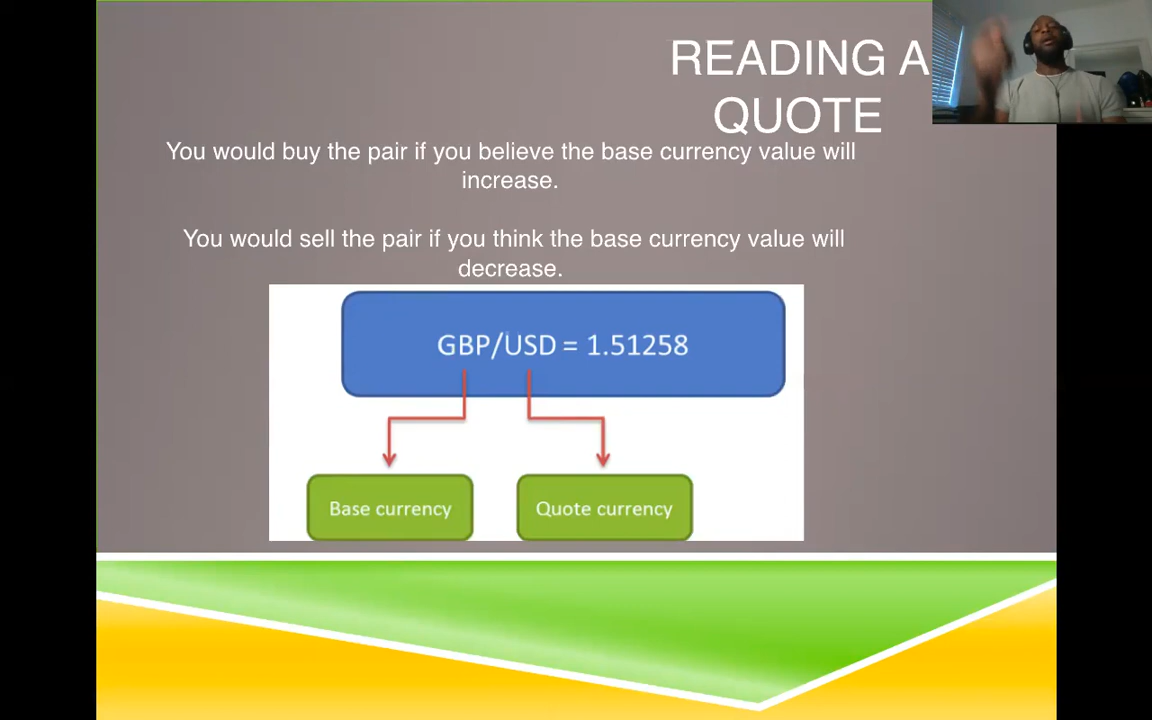 READING A
QUOTE
You would buy the pair if you believe the base currency value will
increase.
You would sell the pair if you think the base currency value will
decrease.
GBP/USD = 1.51258
Base currency
Quote currency